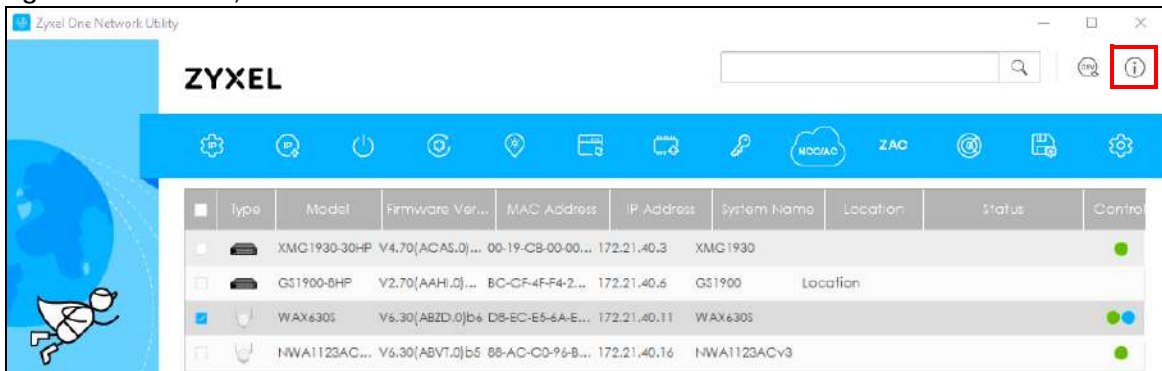 Zyxel One Network Utility
ZYXEL
NCC/AC ZAC
Type Model Firmware Ver... MAC Address IP Address System Name Location Status Control
XMG1930-30HP V4.70(ACAS.0)... 00-19-CB-00-00... 172.21.40.3 XMG1930
GS1900-8HP V2.70(AAHI.0)... BC-CF-4F-F4-2... 172.21.40.6 GS1900 Location
WAX630S V6.30(ABZD.0)b6 D8-EC-E5-6A-E... 172.21.40.11 WAX630S
NWA1123AC... V6.30(ABVT.0)b5 88-AC-C0-96-B... 172.21.40.16 NWA1123ACv3